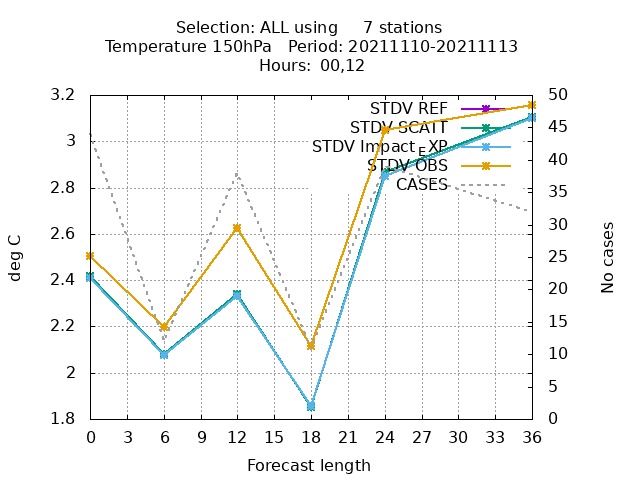 Selection: ALL using     7 stations
Temperature 150hPa   Period: 20211110-20211113
Hours: 00,12
3.2
3
2.8
2.6
2.4
2.2
2
1.8
50
45
40
35
30
25
20
15
10
5
0
STDV REF
STDV SCATT
STDV Impact_EXP
STDV OBS
CASES
deg C
No cases
0 3 6 9 12 15 18 21 24 27 30 33 36
Forecast length